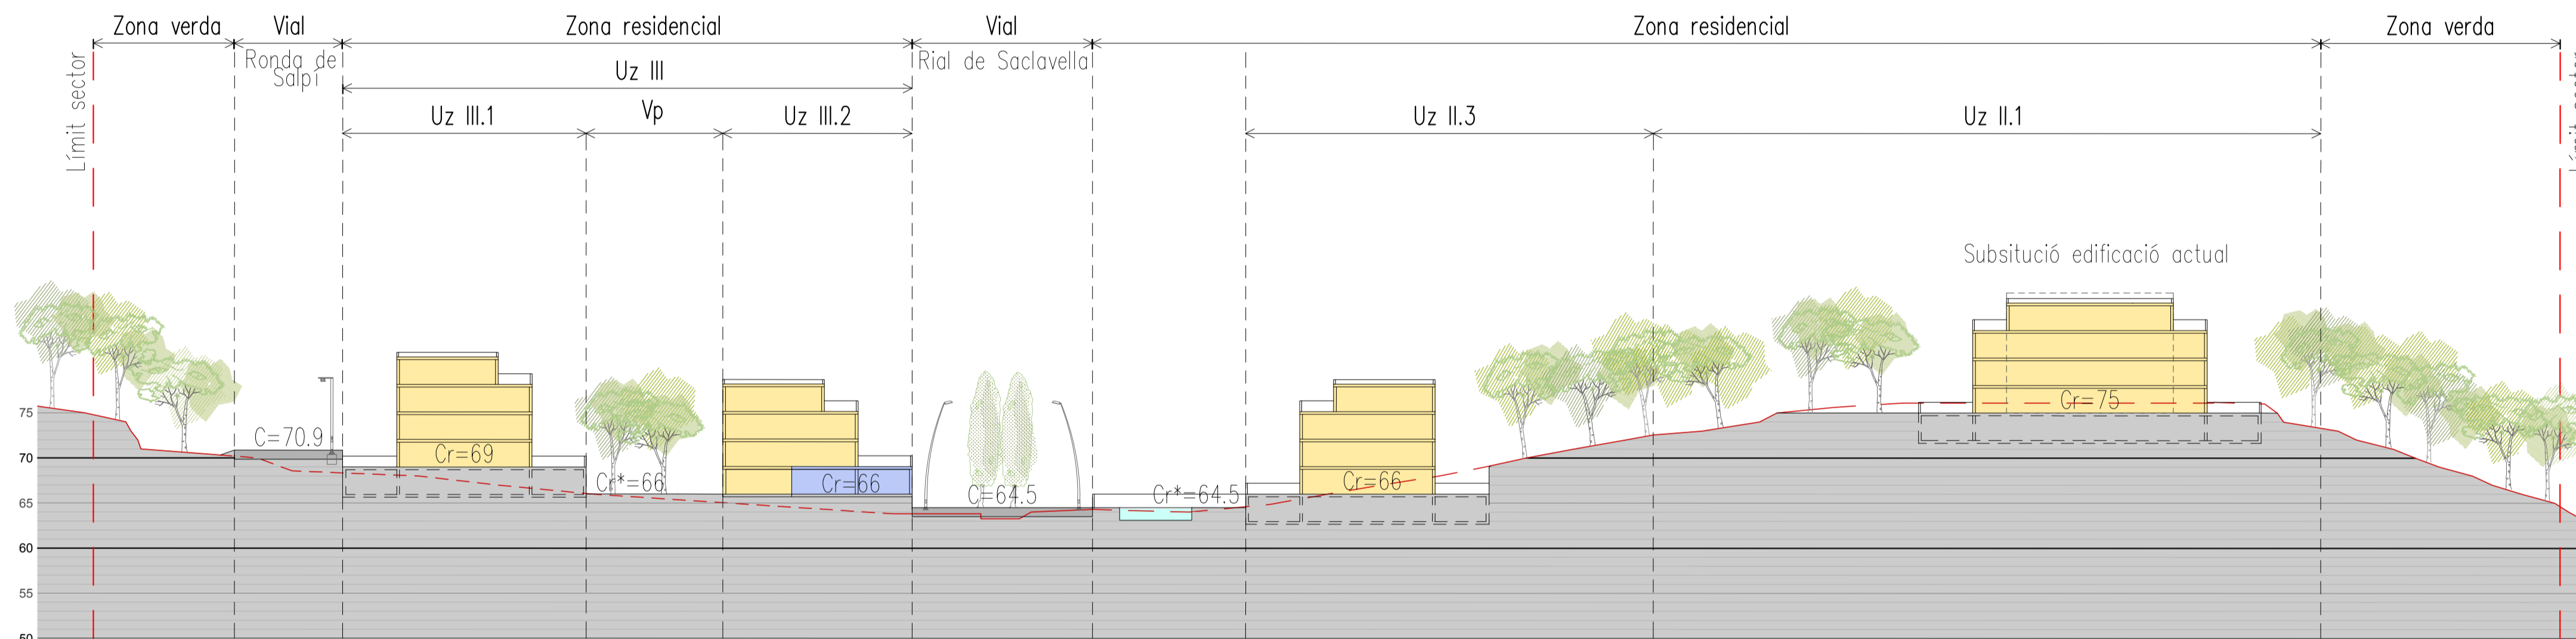 Zona verda
Vial
Zona residencial
Vial
Zona residencial
Zona verda
Límit sector
Ronda de
Salpí
Uz III
Rial de Saclavella
Uz III.1
Vp
Uz III.2
Uz II.3
Uz II.1
Subsitució edificació actual
75
70
65
60
55
50
C=70.9
Cr=69
Cr*=66
Cr=66
C=64.5
Cr*=64.5
Cr=66
Cr=75